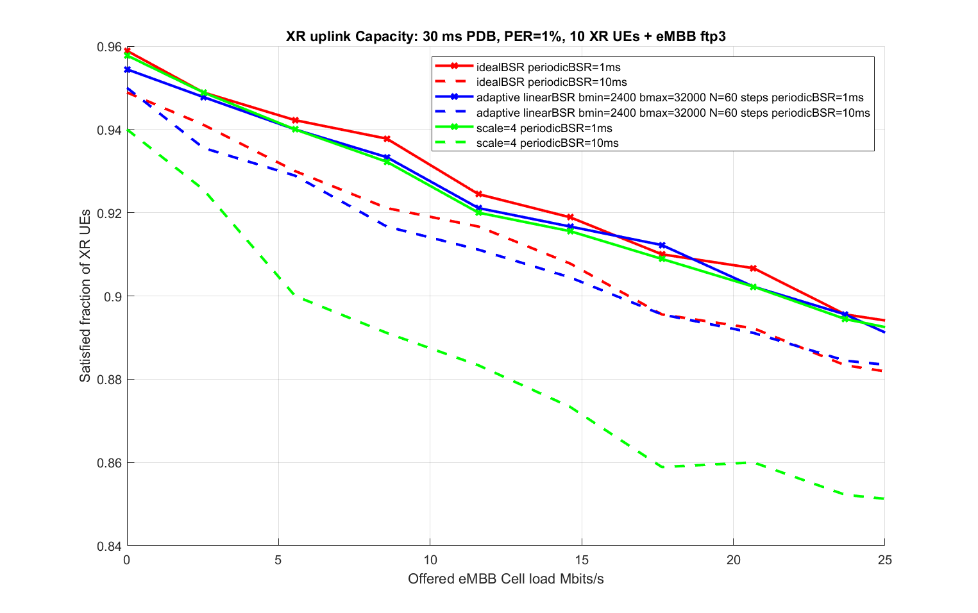 XR uplink Capacity: 30 ms PDB, PER=1%, 10 XR UEs + eMBB ftp3
idealBSR periodicBSR=1ms
idealBSR periodicBSR=10ms
adaptive linearBSR bmin=2400 bmax=32000 N=60 steps periodicBSR=1ms
adaptive linearBSR bmin=2400 bmax=32000 N=60 steps periodicBSR=10ms
scale=4 periodicBSR=1ms
scale=4 periodicBSR=10ms
Satisfied fraction of XR UEs
0.96
0.94
0.92
0.9
0.88
0.86
0.84
0 5 10 15 20 25
Offered eMBB Cell load Mbits/s